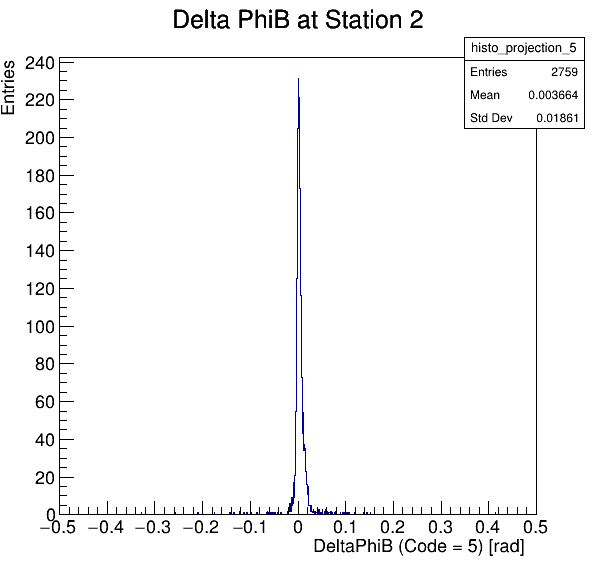 Delta PhiB at Station 2
histo_projection_5
Entries 2759
Mean 0.003664
Std Dev 0.01861
Entries
240
220
200
180
160
140
120
100
80
60
40
20
0
−0.5 −0.4 −0.3 −0.2 −0.1 0 0.1 0.2 0.3 0.4 0.5
DeltaPhiB (Code = 5) [rad]